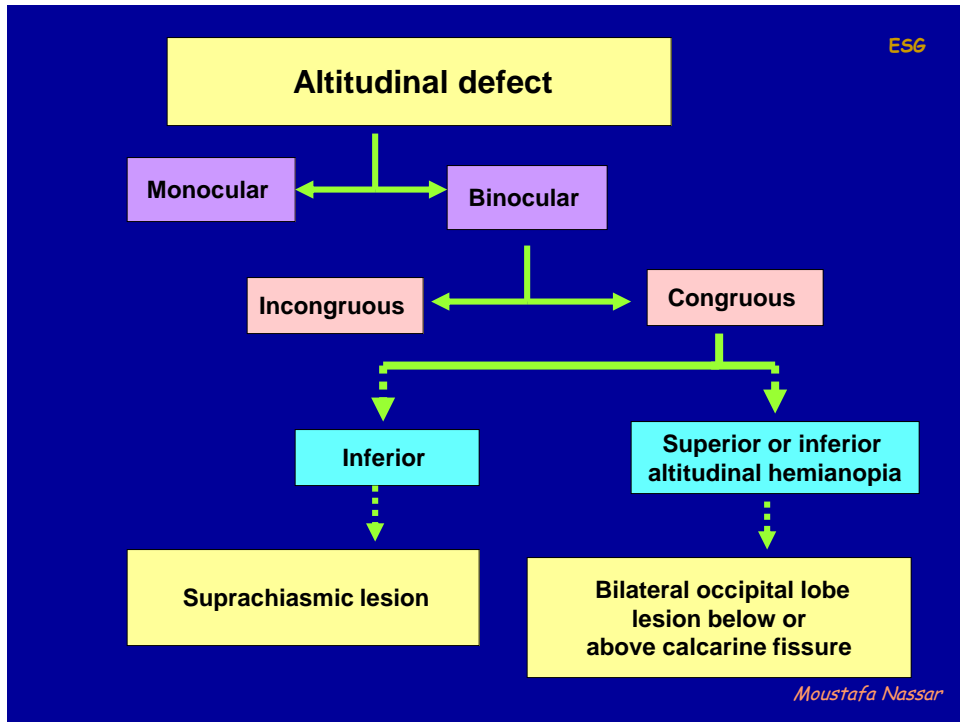 ESG
Altitudinal defect
Monocular
Binocular
Incongruous
Congruous
Inferior
Superior or inferior
altitudinal hemianopia
Suprachiasmic lesion
Bilateral occipital lobe
lesion below or
above calcarine fissure
Moustafa Nassar